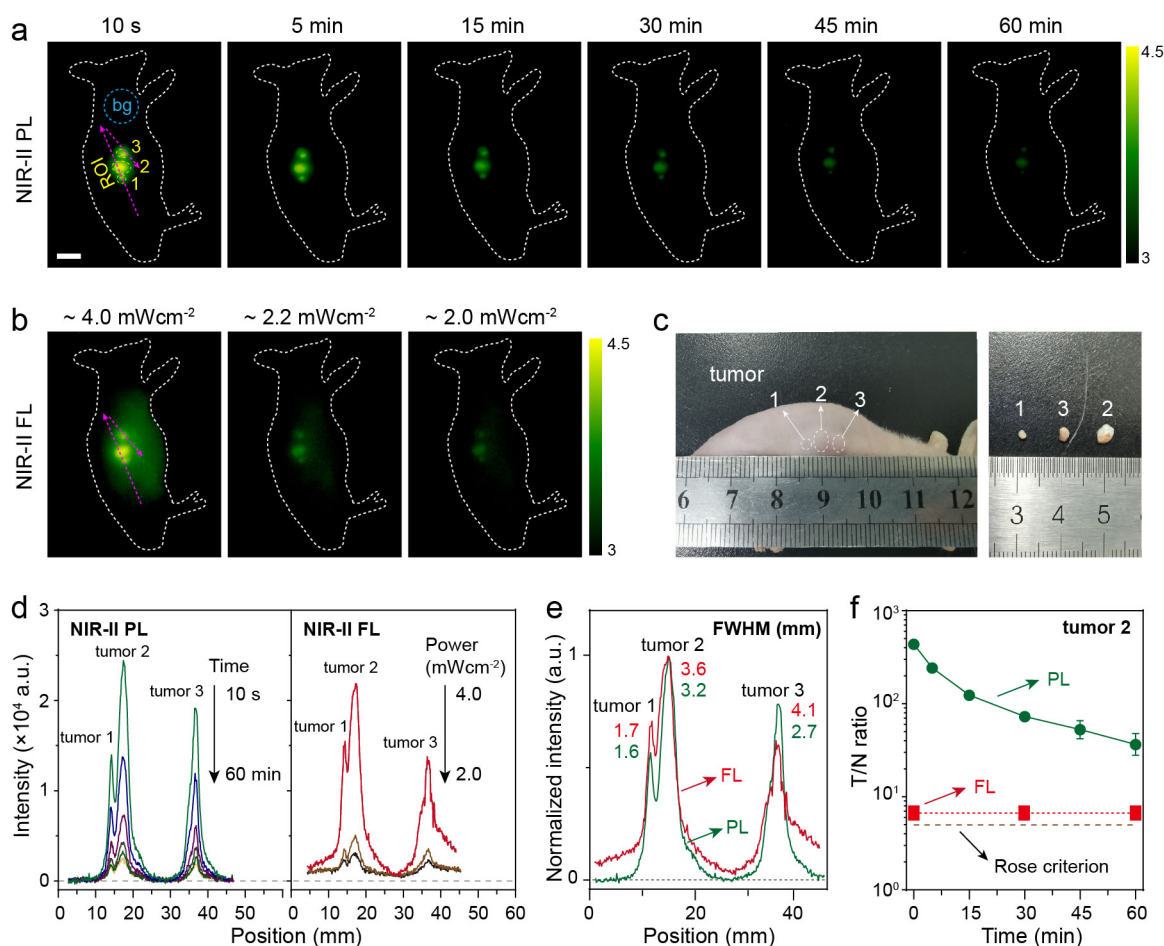 a
10 s
5 min
15 min
30 min
45 min
60 min
NIR-II PL
bg
ROI
3
2
1
4.5
3
b
~ 4.0 mWcm⁻²
~ 2.2 mWcm⁻²
~ 2.0 mWcm⁻²
NIR-II FL
4.5
3
c
tumor
1
2
3
6 7 8 9 10 11 12
1
3
2
3 4 5
d
NIR-II PL
tumor 2
tumor 1
tumor 3
Time
10 s
60 min
NIR-II FL
tumor 2
tumor 1
tumor 3
Power
(mWcm⁻²)
4.0
2.0
Intensity (×10⁴ a.u.)
3
2
1
0
0 10 20 30 40 50
0 10 20 30 40 50 60
Position (mm)
e
FWHM (mm)
tumor 2
3.6
3.2
tumor 1
1.7
1.6
tumor 3
4.1
2.7
FL
PL
Normalized intensity (a.u.)
1
0
0 20 40
Position (mm)
f
tumor 2
PL
FL
Rose criterion
T/N ratio
10³
10²
10¹
10⁰
0 15 30 45 60
Time (min)